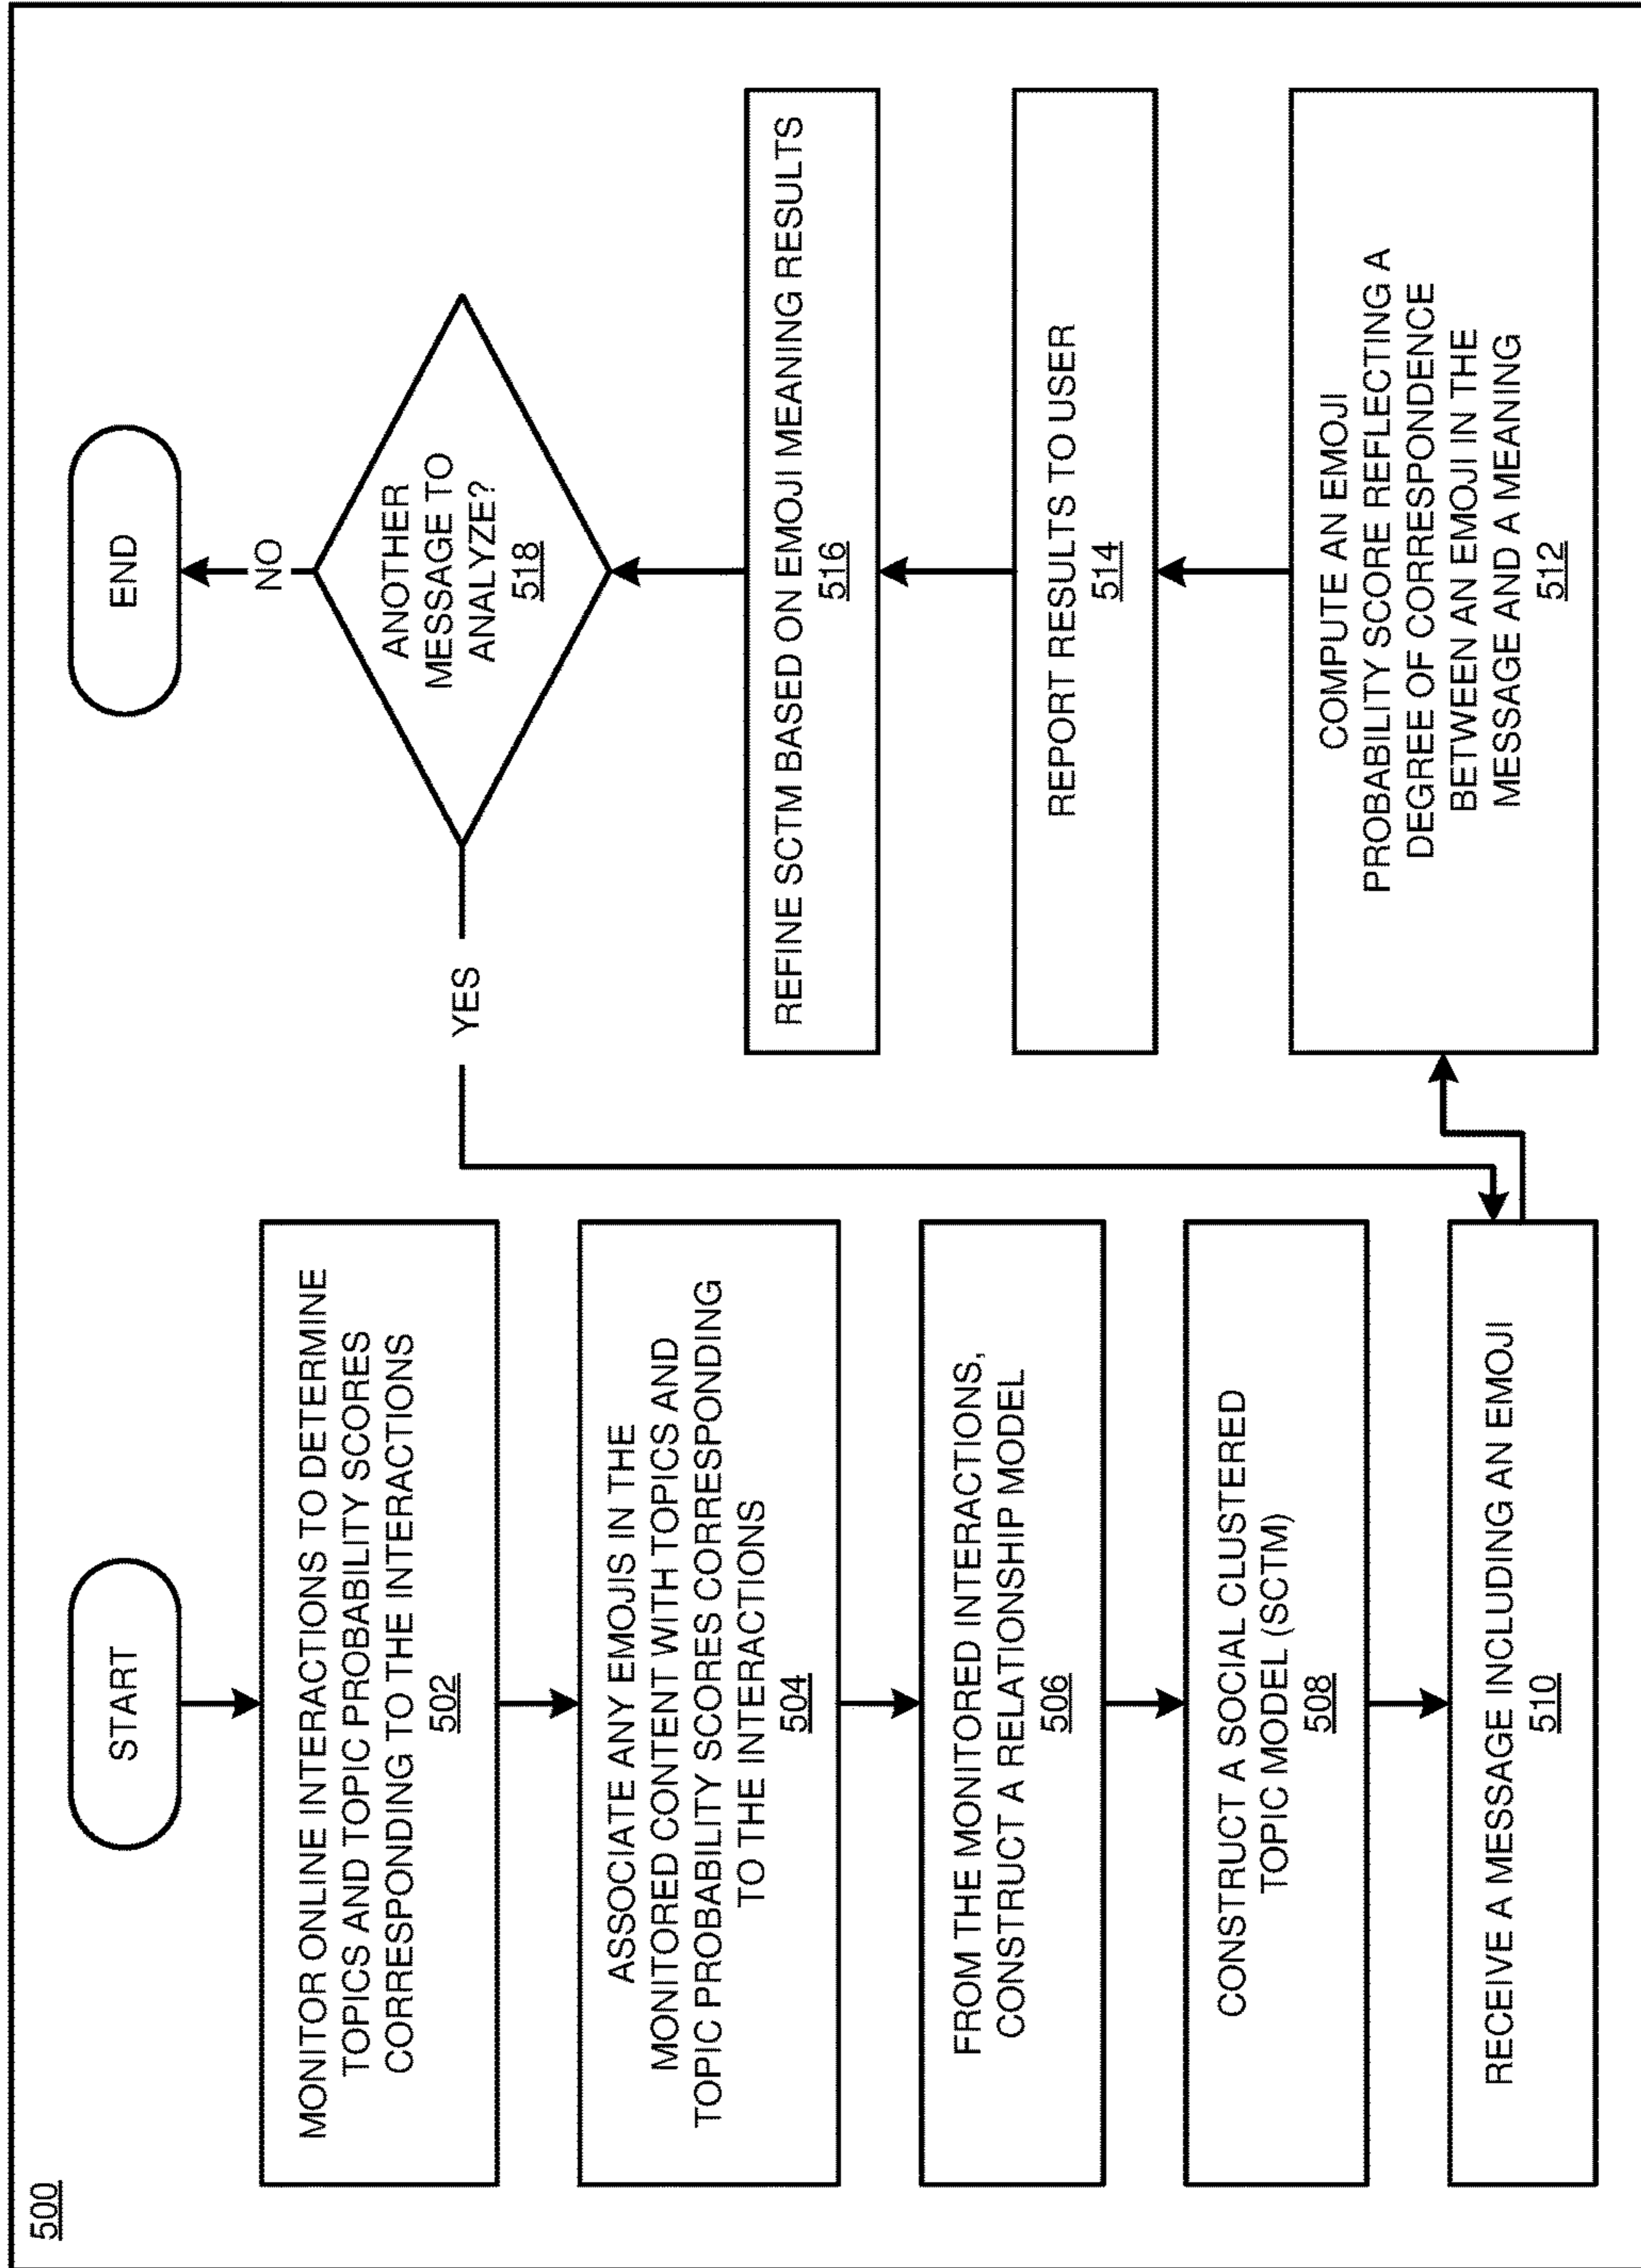 500
START
MONITOR ONLINE INTERACTIONS TO DETERMINE
TOPICS AND TOPIC PROBABILITY SCORES
CORRESPONDING TO THE INTERACTIONS
502
ASSOCIATE ANY EMOJIS IN THE
MONITORED CONTENT WITH TOPICS AND
TOPIC PROBABILITY SCORES CORRESPONDING
TO THE INTERACTIONS
504
FROM THE MONITORED INTERACTIONS,
CONSTRUCT A RELATIONSHIP MODEL
506
CONSTRUCT A SOCIAL CLUSTERED
TOPIC MODEL (SCTM)
508
RECEIVE A MESSAGE INCLUDING AN EMOJI
510
COMPUTE AN EMOJI
PROBABILITY SCORE REFLECTING A
DEGREE OF CORRESPONDENCE
BETWEEN AN EMOJI IN THE
MESSAGE AND A MEANING
512
REPORT RESULTS TO USER
514
REFINE SCTM BASED ON EMOJI MEANING RESULTS
516
ANOTHER
MESSAGE TO
ANALYZE?
518
YES
NO
END